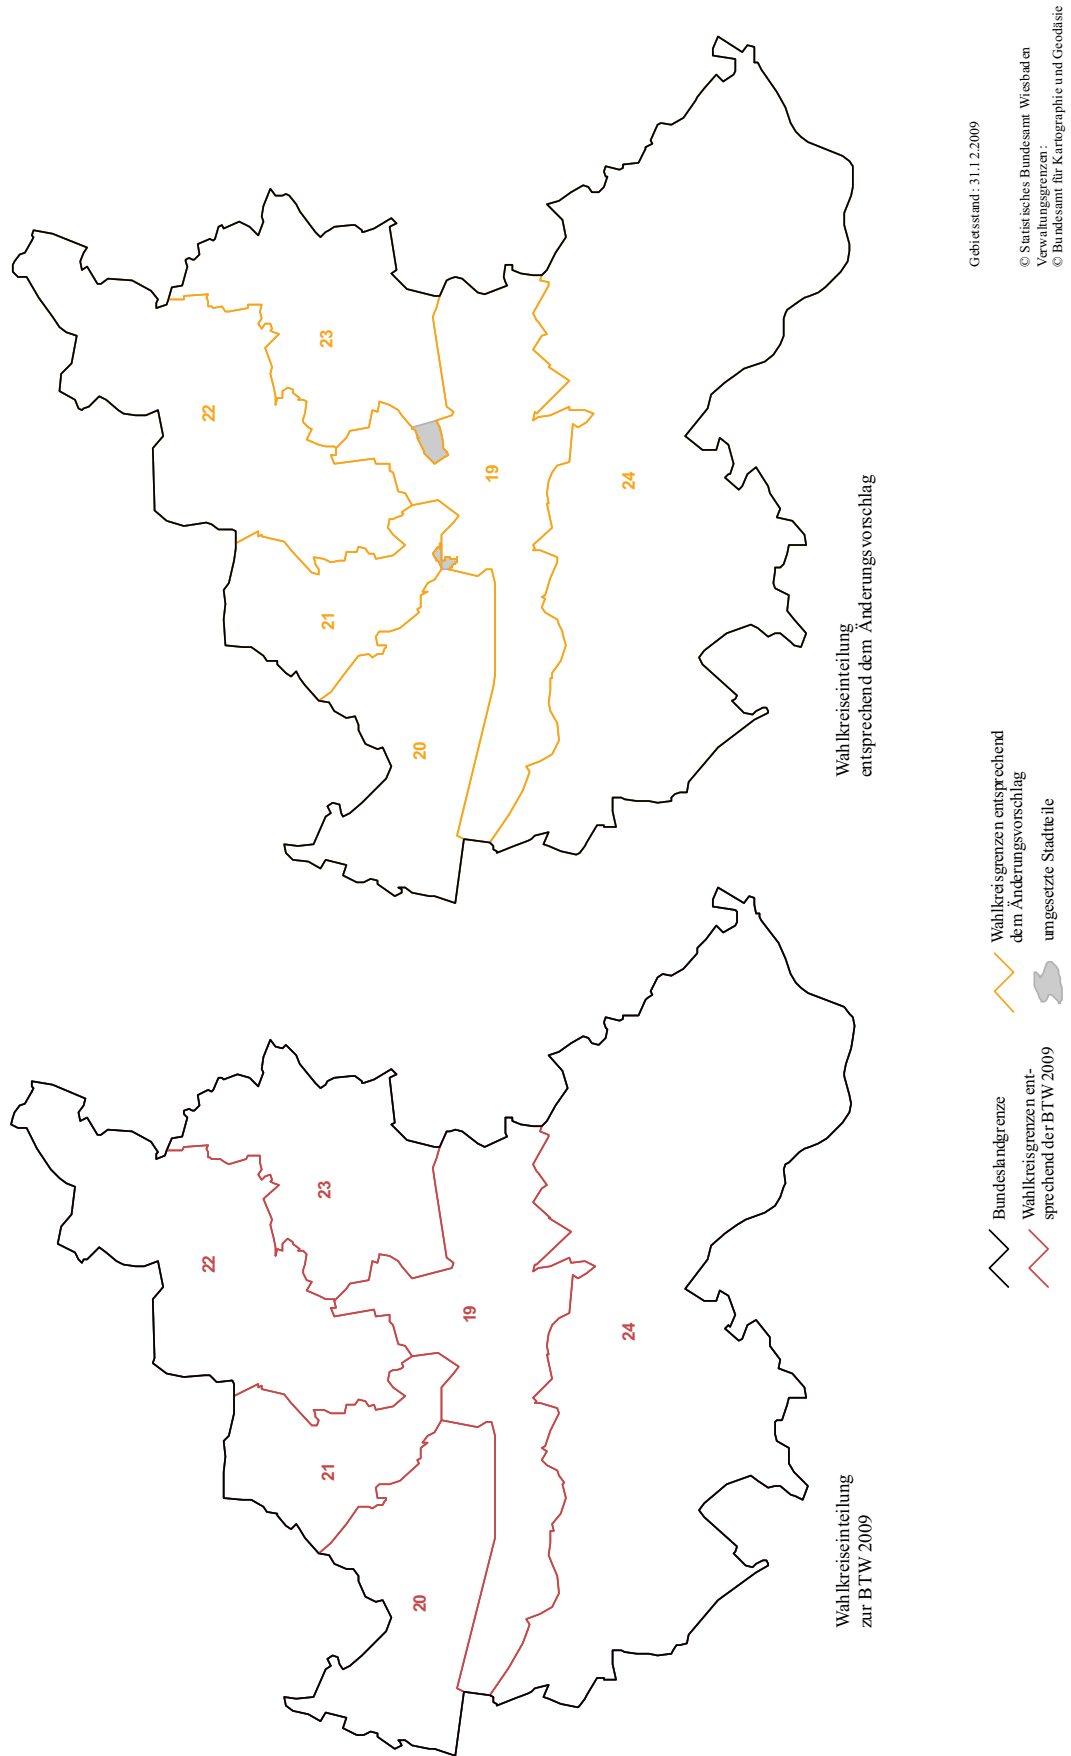 22
21
23
20
19
24
Wahlkreiseinteilung
zur BTW 2009
22
21
23
20
19
24
Wahlkreiseinteilung
entsprechend dem Änderungsvorschlag
Bundeslandgrenze
Wahlkreisgrenzen ent-
sprechend der BTW 2009
Wahlkreisgrenzen entsprechend
dem Änderungsvorschlag
umgesetzte Stadtteile
Gebietsstand: 31.12.2009
© Statistisches Bundesamt Wiesbaden
Verwaltungsgrenzen:
© Bundesamt für Kartographie und Geodäsie